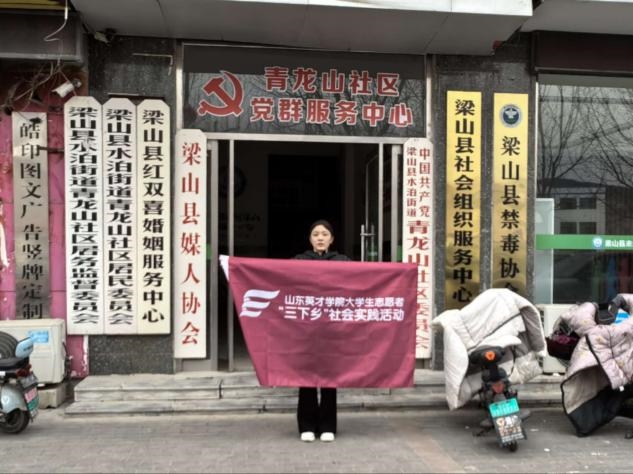 青龙山社区
党群服务中心
皓印图文广告竖牌定制
梁山县水泊街道青龙山社区居务监督委员会
梁山县水泊街道青龙山社区居民委员会
梁山县红双喜婚姻服务中心
梁山县媒人协会
中国共产党
梁山县水泊街道
青龙山社区委员会
梁山县社会组织服务中心
梁山县禁毒协会
山东英才学院大学生志愿者
“三下乡”社会实践活动